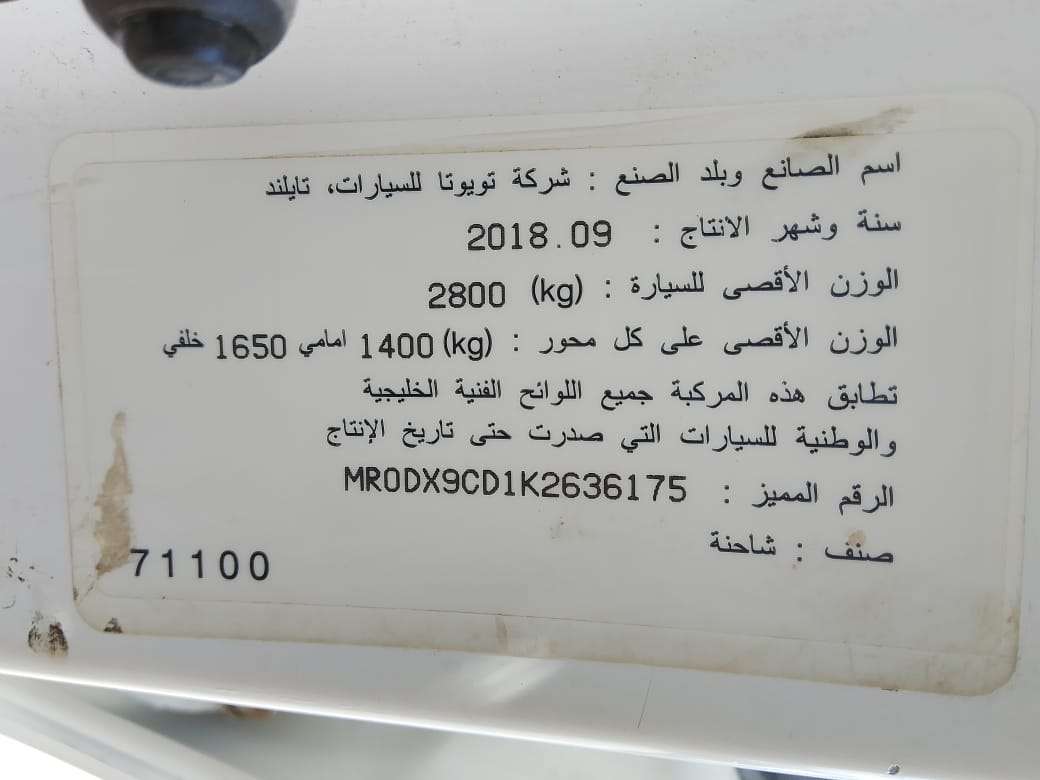 اسم الصانع وبلد الصنع : شركة تويوتا للسيارات، تايلند
سنة وشهر الانتاج : 2018.09
الوزن الأقصى للسيارة : (kg) 2800
الوزن الأقصى على كل محور : (kg) 1400 امامي 1650 خلفي
تطابق هذه المركبة جميع اللوائح الفنية الخليجية
والوطنية للسيارات التي صدرت حتى تاريخ الإنتاج
الرقم المميز : MR0DX9CD1K2636175
صنف : شاحنة
71100